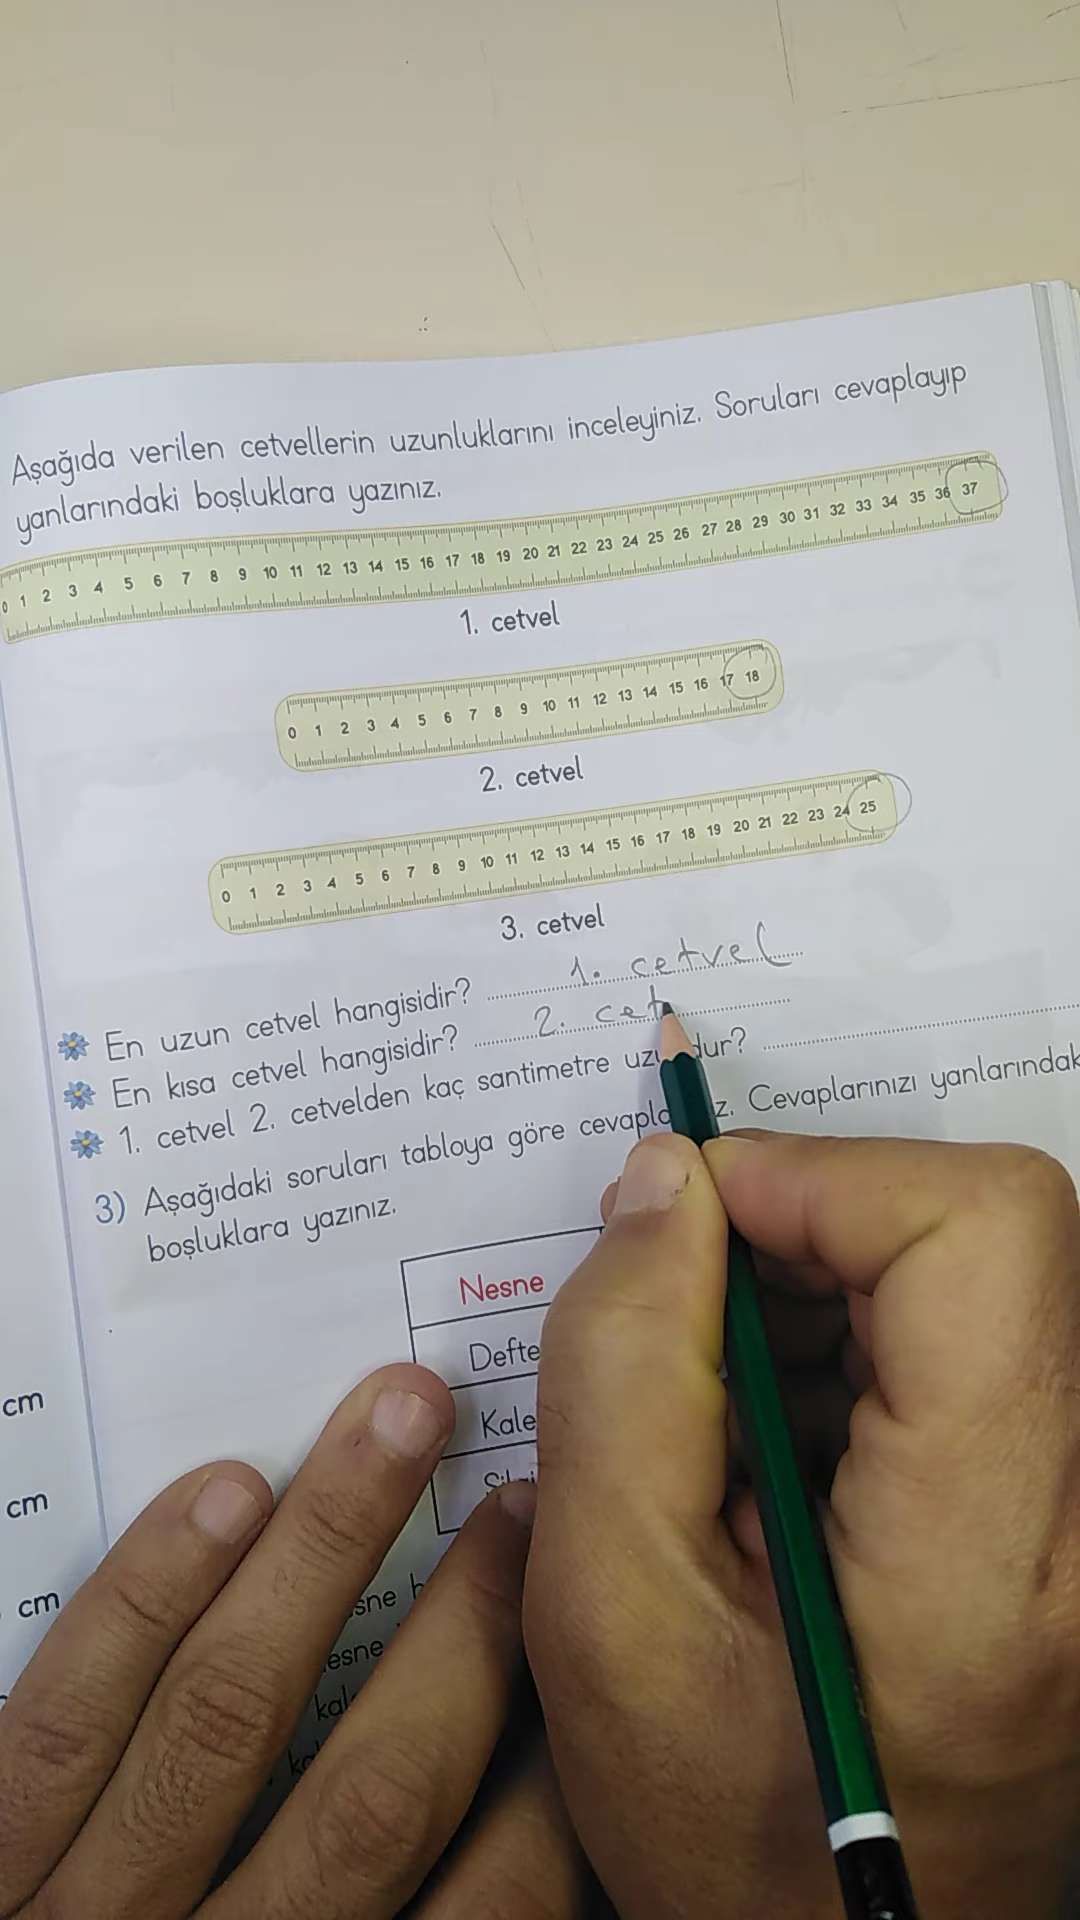 Aşağıda verilen cetvellerin uzunluklarını inceleyiniz. Soruları cevaplayıp
yanlarındaki boşluklara yazınız.
0 1 2 3 4 5 6 7 8 9 10 11 12 13 14 15 16 17 18 19 20 21 22 23 24 25 26 27 28 29 30 31 32 33 34 35 36 37
1. cetvel
0 1 2 3 4 5 6 7 8 9 10 11 12 13 14 15 16 17 18
2. cetvel
0 1 2 3 4 5 6 7 8 9 10 11 12 13 14 15 16 17 18 19 20 21 22 23 24 25
3. cetvel
En uzun cetvel hangisidir? 1. cetvel
En kısa cetvel hangisidir? 2. cet
1. cetvel 2. cetvelden kaç santimetre
3) Aşağıdaki soruları tabloya göre Cevaplarınızı
boşluklara yazınız.
Nesne
cm
cm
cm